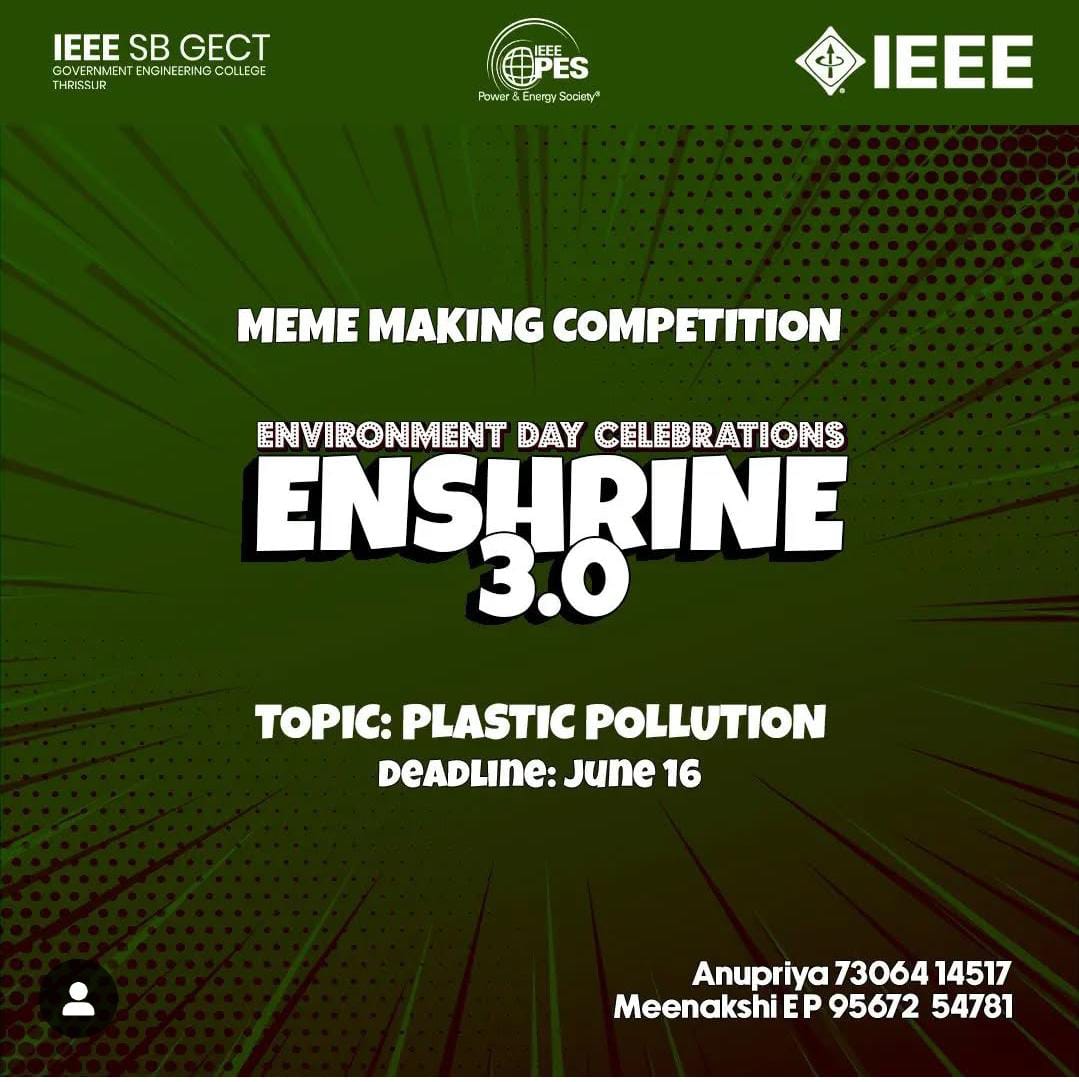 IEEE SB GECT
GOVERNMENT ENGINEERING COLLEGE
THRISSUR
IEEE
PES
Power & Energy Society®
IEEE
MEME MAKING COMPETITION
ENVIRONMENT DAY CELEBRATIONS
ENSHRINE
3.0
TOPIC: PLASTIC POLLUTION
DEADLINE: JUNE 16
Anupriya 73064 14517
Meenakshi E P 95672 54781